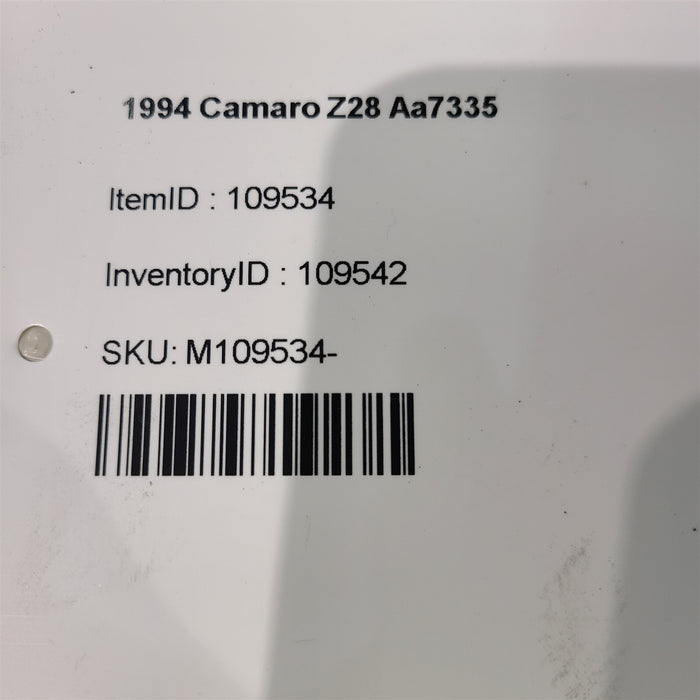 1994 Camaro Z28 Aa7335
ItemID : 109534
InventoryID : 109542
SKU: M109534-